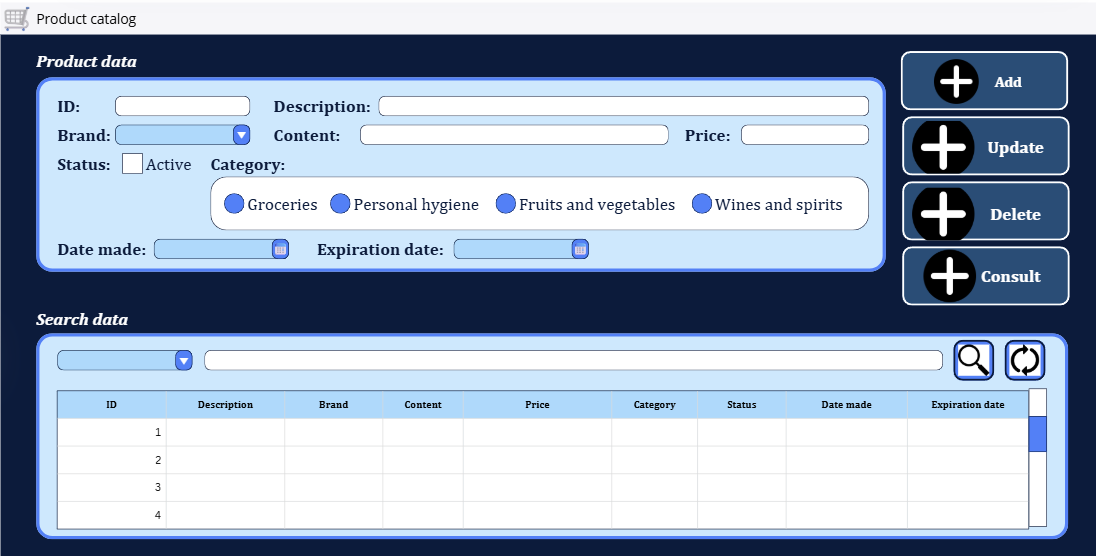 Product catalog
Product data
ID: Description:
Brand: Content: Price:
Status: Active Category:
Groceries Personal hygiene Fruits and vegetables Wines and spirits
Date made: Expiration date:
Add
Update
Delete
Consult
Search data
ID Description Brand Content Price Category Status Date made Expiration date
1
2
3
4